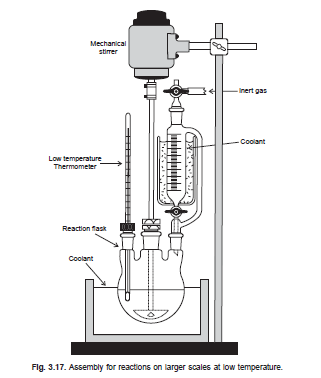 Mechanical
stirrer
Inert gas
Coolant
Low temperature
Thermometer
Reaction flask
Coolant
Fig. 3.17. Assembly for reactions on larger scales at low temperature.